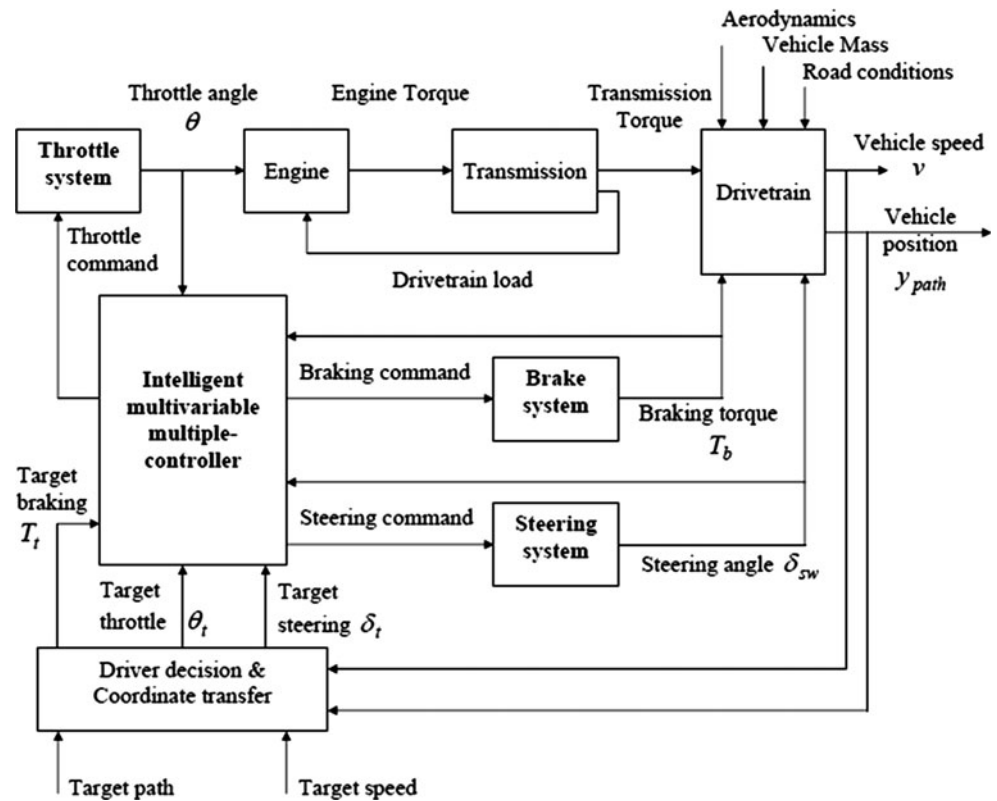 Aerodynamics
Vehicle Mass
Road conditions
Throttle angle
θ
Engine Torque
Transmission
Torque
Vehicle speed
v
Throttle
system
Engine
Transmission
Drivetrain
Vehicle
position
y_path
Throttle
command
Drivetrain load
Intelligent
multivariable
multiple-
controller
Braking command
Brake
system
Braking torque
T_b
Target
braking
T_t
Steering command
Steering
system
Steering angle δ_sw
Target
throttle θ_t
Target
steering δ_t
Driver decision &
Coordinate transfer
Target path
Target speed